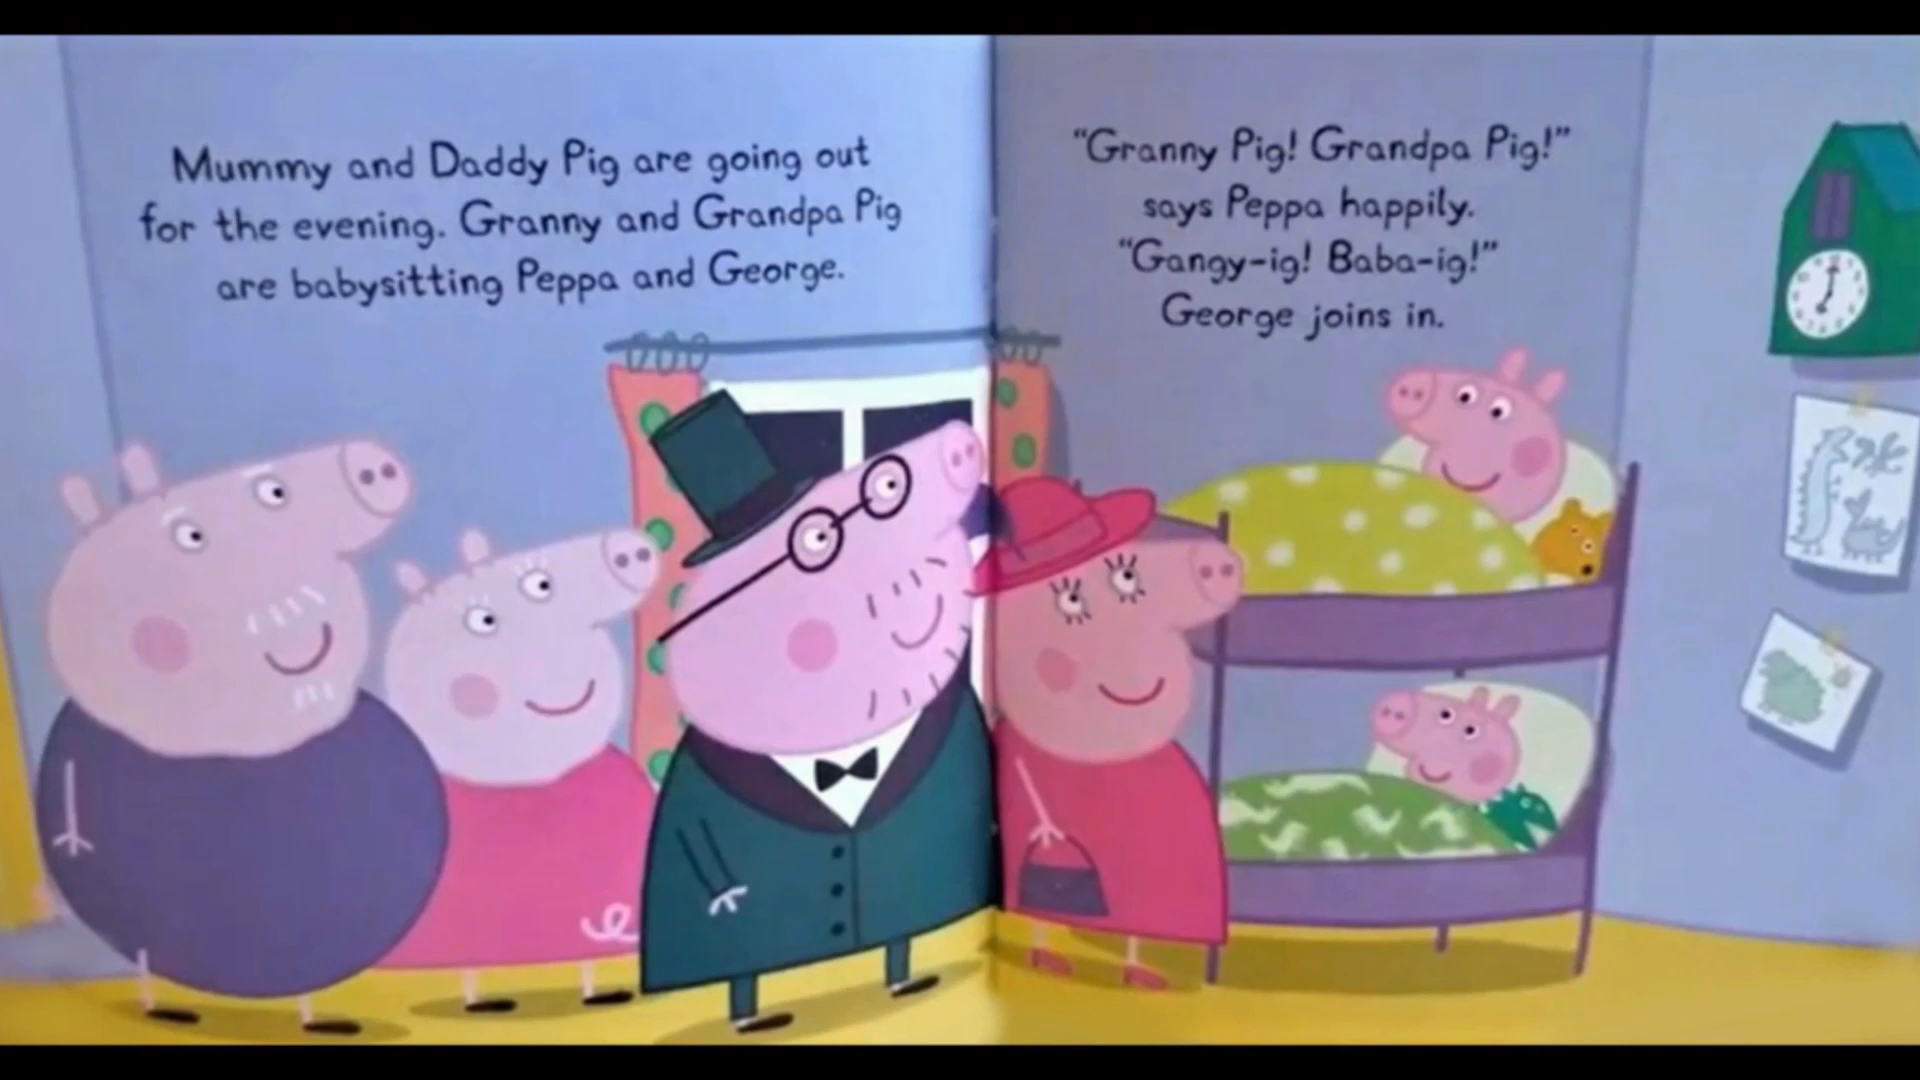 Mummy and Daddy Pig are going out
for the evening. Granny and Grandpa Pig
are babysitting Peppa and George.
“Granny Pig! Grandpa Pig!”
says Peppa happily.
“Gangy-ig! Baba-ig!”
George joins in.